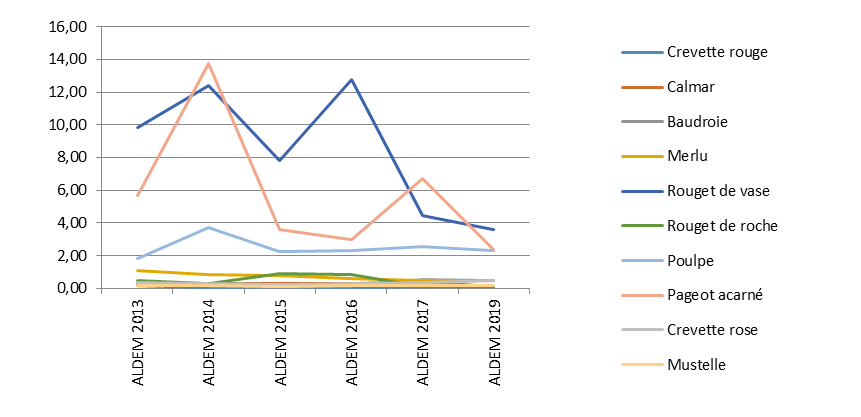 16,00
14,00
12,00
10,00
8,00
6,00
4,00
2,00
0,00
ALDEM 2013
ALDEM 2014
ALDEM 2015
ALDEM 2016
ALDEM 2017
ALDEM 2019
Crevette rouge
Calmar
Baudroie
Merlu
Rouget de vase
Rouget de roche
Poulpe
Pageot acarné
Crevette rose
Mustelle